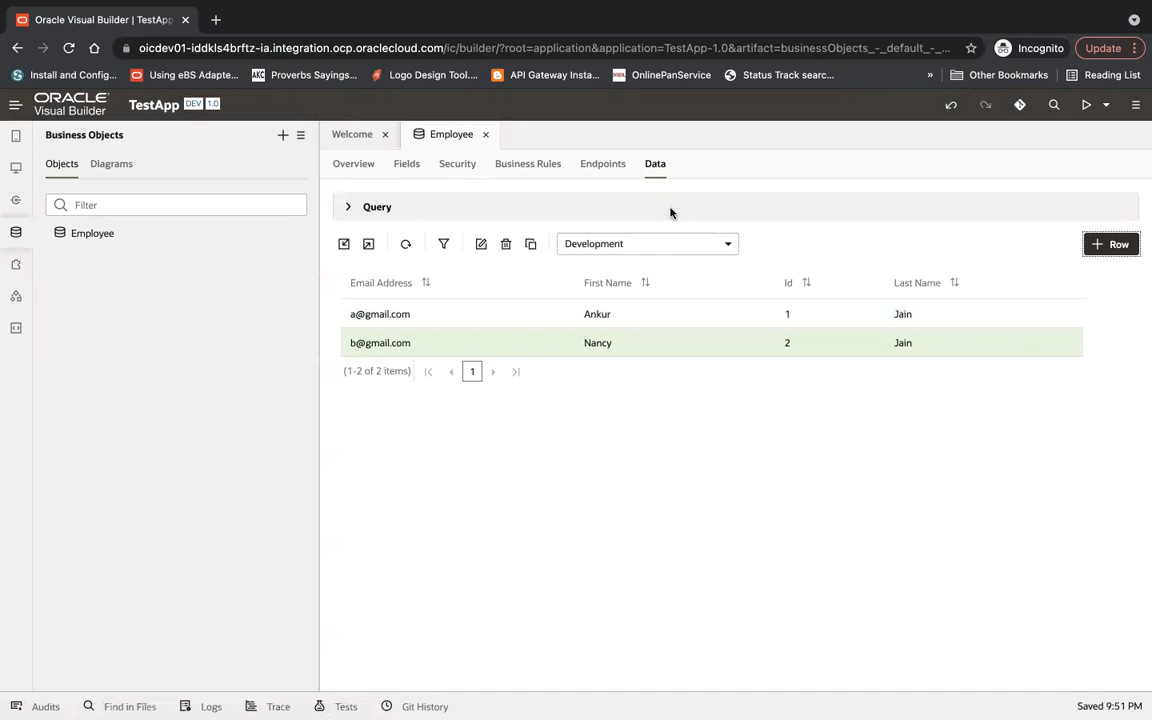 Oracle Visual Builder | TestApp
oicdev01-iddkls4brftz-ia.integration.ocp.oraclecloud.com/ic/builder/?root=application&application=TestApp-1.0&artifact=businessObjects_-_default_-_...
Incognito
Update
Install and Config...
Using eBS Adapte...
AKC
Proverbs Sayings...
Logo Design Tool....
API Gateway Insta...
NSDL
OnlinePanService
Status Track searc...
»
Other Bookmarks
Reading List
ORACLE
Visual Builder
TestApp DEV 1.0
Business Objects
Objects
Diagrams
Filter
Employee
Welcome
Employee
Overview
Fields
Security
Business Rules
Endpoints
Data
Query
Development
+ Row
Email Address
First Name
Id
Last Name
a@gmail.com
Ankur
1
Jain
b@gmail.com
Nancy
2
Jain
(1-2 of 2 items)
1
Audits
Find in Files
Logs
Trace
Tests
Git History
Saved 9:51 PM